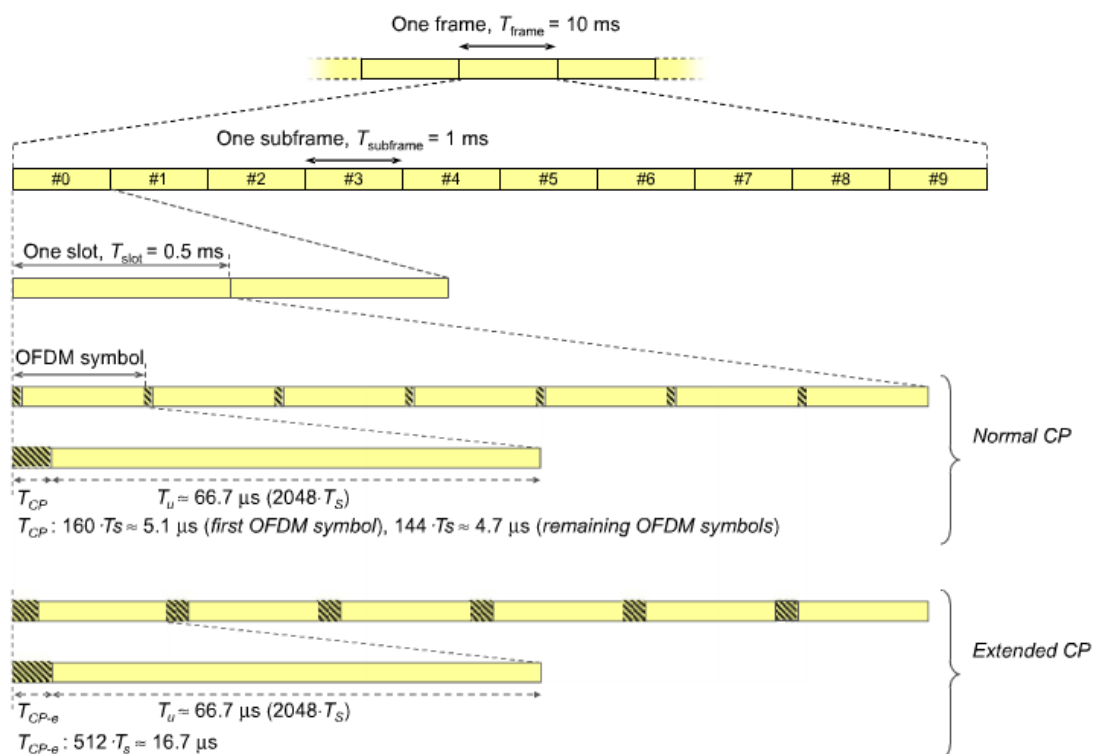 One frame, T_frame = 10 ms
One subframe, T_subframe = 1 ms
#0 #1 #2 #3 #4 #5 #6 #7 #8 #9
One slot, T_slot = 0.5 ms
OFDM symbol
Normal CP
T_CP T_u ≈ 66.7 μs (2048·T_S)
T_CP : 160 ·Ts ≈ 5.1 μs (first OFDM symbol), 144 ·Ts ≈ 4.7 μs (remaining OFDM symbols)
Extended CP
T_CP-e T_u ≈ 66.7 μs (2048·T_S)
T_CP-e : 512 ·T_s ≈ 16.7 μs